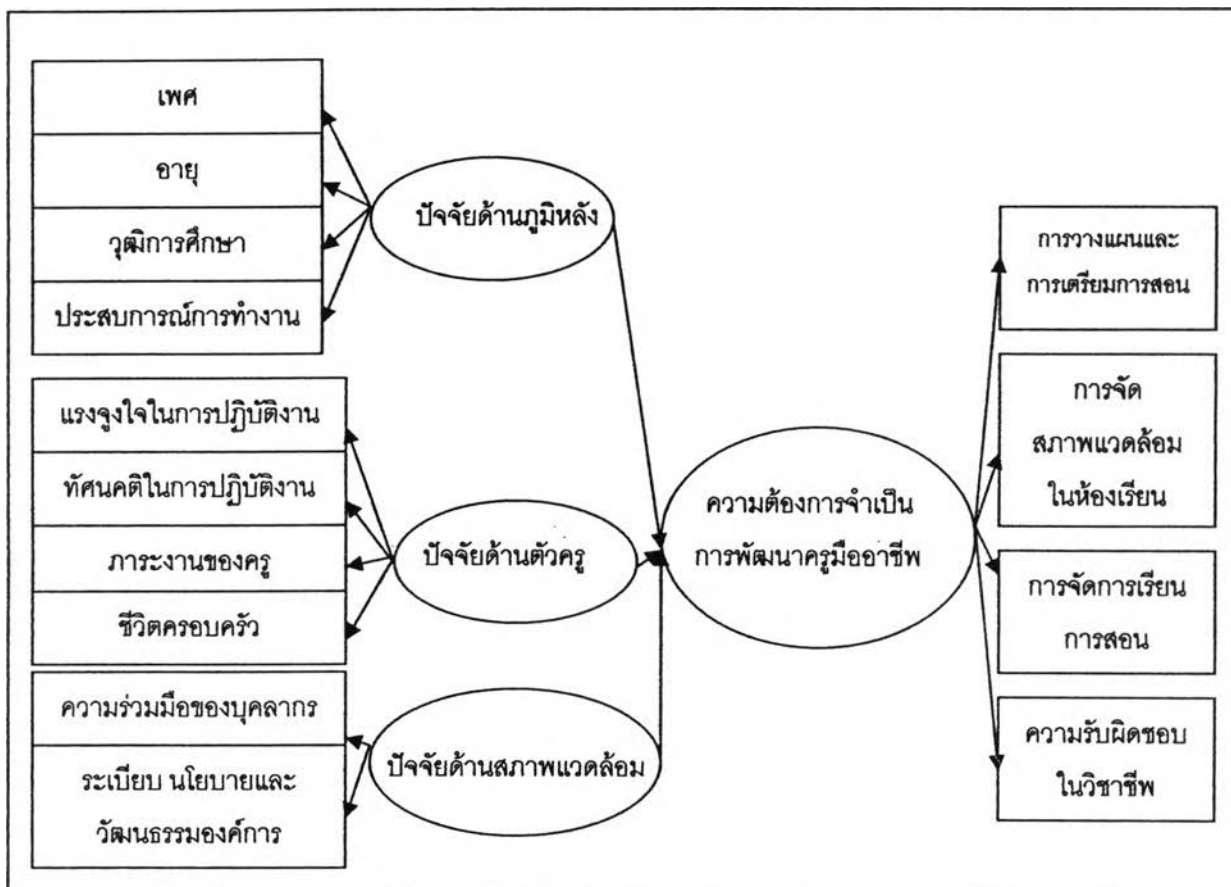 เพศ
อายุ
วุฒิการศึกษา
ประสบการณ์การทำงาน
ปัจจัยด้านภูมิหลัง
แรงจูงใจในการปฏิบัติงาน
ทัศนคติในการปฏิบัติงาน
ภาระงานของครู
ชีวิตครอบครัว
ปัจจัยด้านตัวครู
ความร่วมมือของบุคลากร
ระเบียบ นโยบายและ
วัฒนธรรมองค์การ
ปัจจัยด้านสภาพแวดล้อม
ความต้องการจำเป็น
การพัฒนาครูมืออาชีพ
การวางแผนและ
การเตรียมการสอน
การจัด
สภาพแวดล้อม
ในห้องเรียน
การจัดการเรียน
การสอน
ความรับผิดชอบ
ในวิชาชีพ